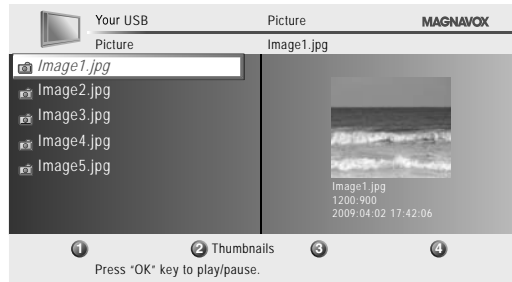 Your USB
Picture
MAGNAVOX
Picture
Image1.jpg
Image1.jpg
Image2.jpg
Image3.jpg
Image4.jpg
Image5.jpg
Image1.jpg
1200:900
2009:04:02 17:42:06
1
2 Thumbnails
3
4
Press "OK" key to play/pause.